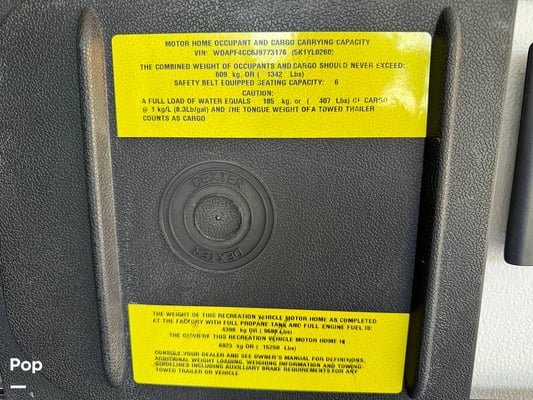 MOTOR HOME OCCUPANT AND CARGO CARRYING CAPACITY
VIN: WDAPF4CC6J9773176 (5K1YL0260)
THE COMBINED WEIGHT OF OCCUPANTS AND CARGO SHOULD NEVER EXCEED:
609 kg. OR ( 1342 Lbs)
SAFETY BELT EQUIPPED SEATING CAPACITY: 6
CAUTION:
A FULL LOAD OF WATER EQUALS 185 kg. or ( 407 Lbs) OF CARGO
@ 1 kg/L (8.3Lb/gal) AND THE TONGUE WEIGHT OF A TOWED TRAILER
COUNTS AS CARGO
DEXTER
DEXTER
THE WEIGHT OF THIS RECREATION VEHICLE MOTOR HOME AS COMPLETED
AT THE FACTORY WITH FULL PROPANE TANK AND FULL ENGINE FUEL IS:
4396 kg OR ( Lbs)
THE GVWR OF THIS RECREATION VEHICLE MOTOR HOME IS
6923 kg OR ( 15250 Lbs)
CONSULT YOUR DEALER AND SEE OWNER'S MANUAL FOR DEFINITIONS,
ADDITIONAL WEIGHT LOADING, WEIGHING INFORMATION AND TOWING
GUIDELINES INCLUDING AUXILLIARY BRAKE REQUIREMENTS FOR ANY
TOWED TRAILER OR VEHICLE
Pop